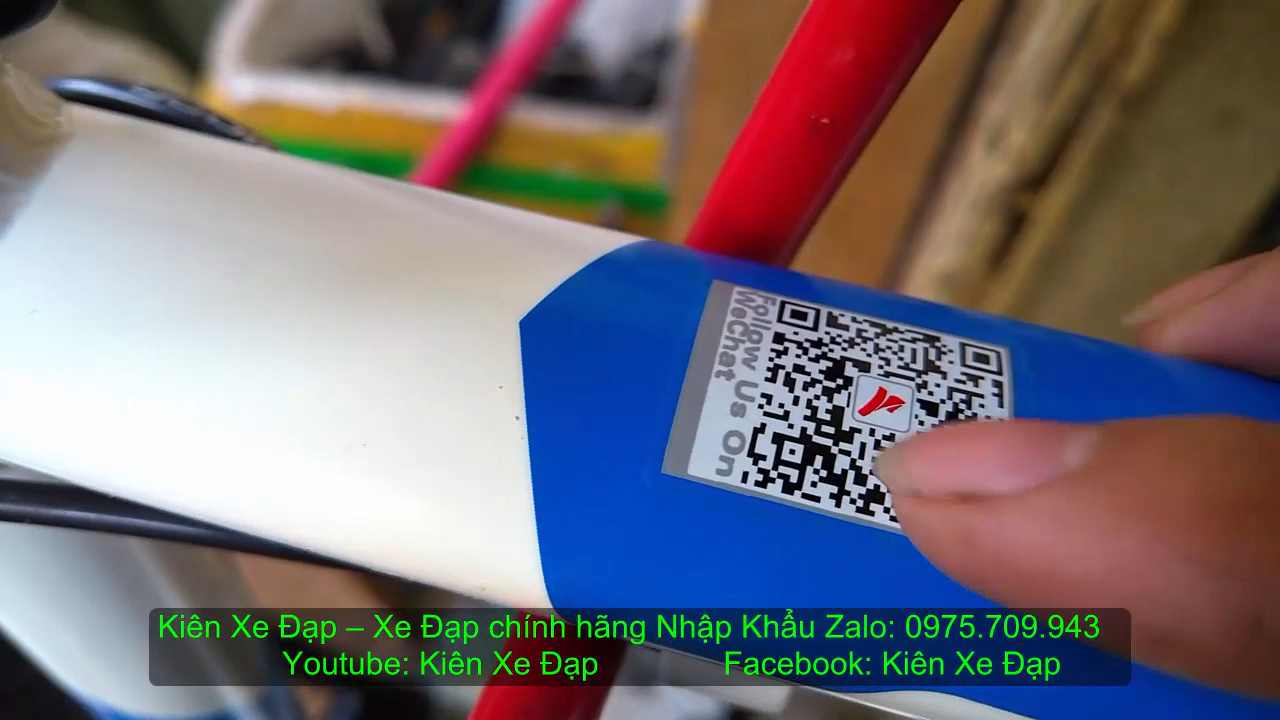 Follow Us On
WeChat
Kiên Xe Đạp – Xe Đạp chính hãng Nhập Khẩu Zalo: 0975.709.943
Youtube: Kiên Xe Đạp Facebook: Kiên Xe Đạp